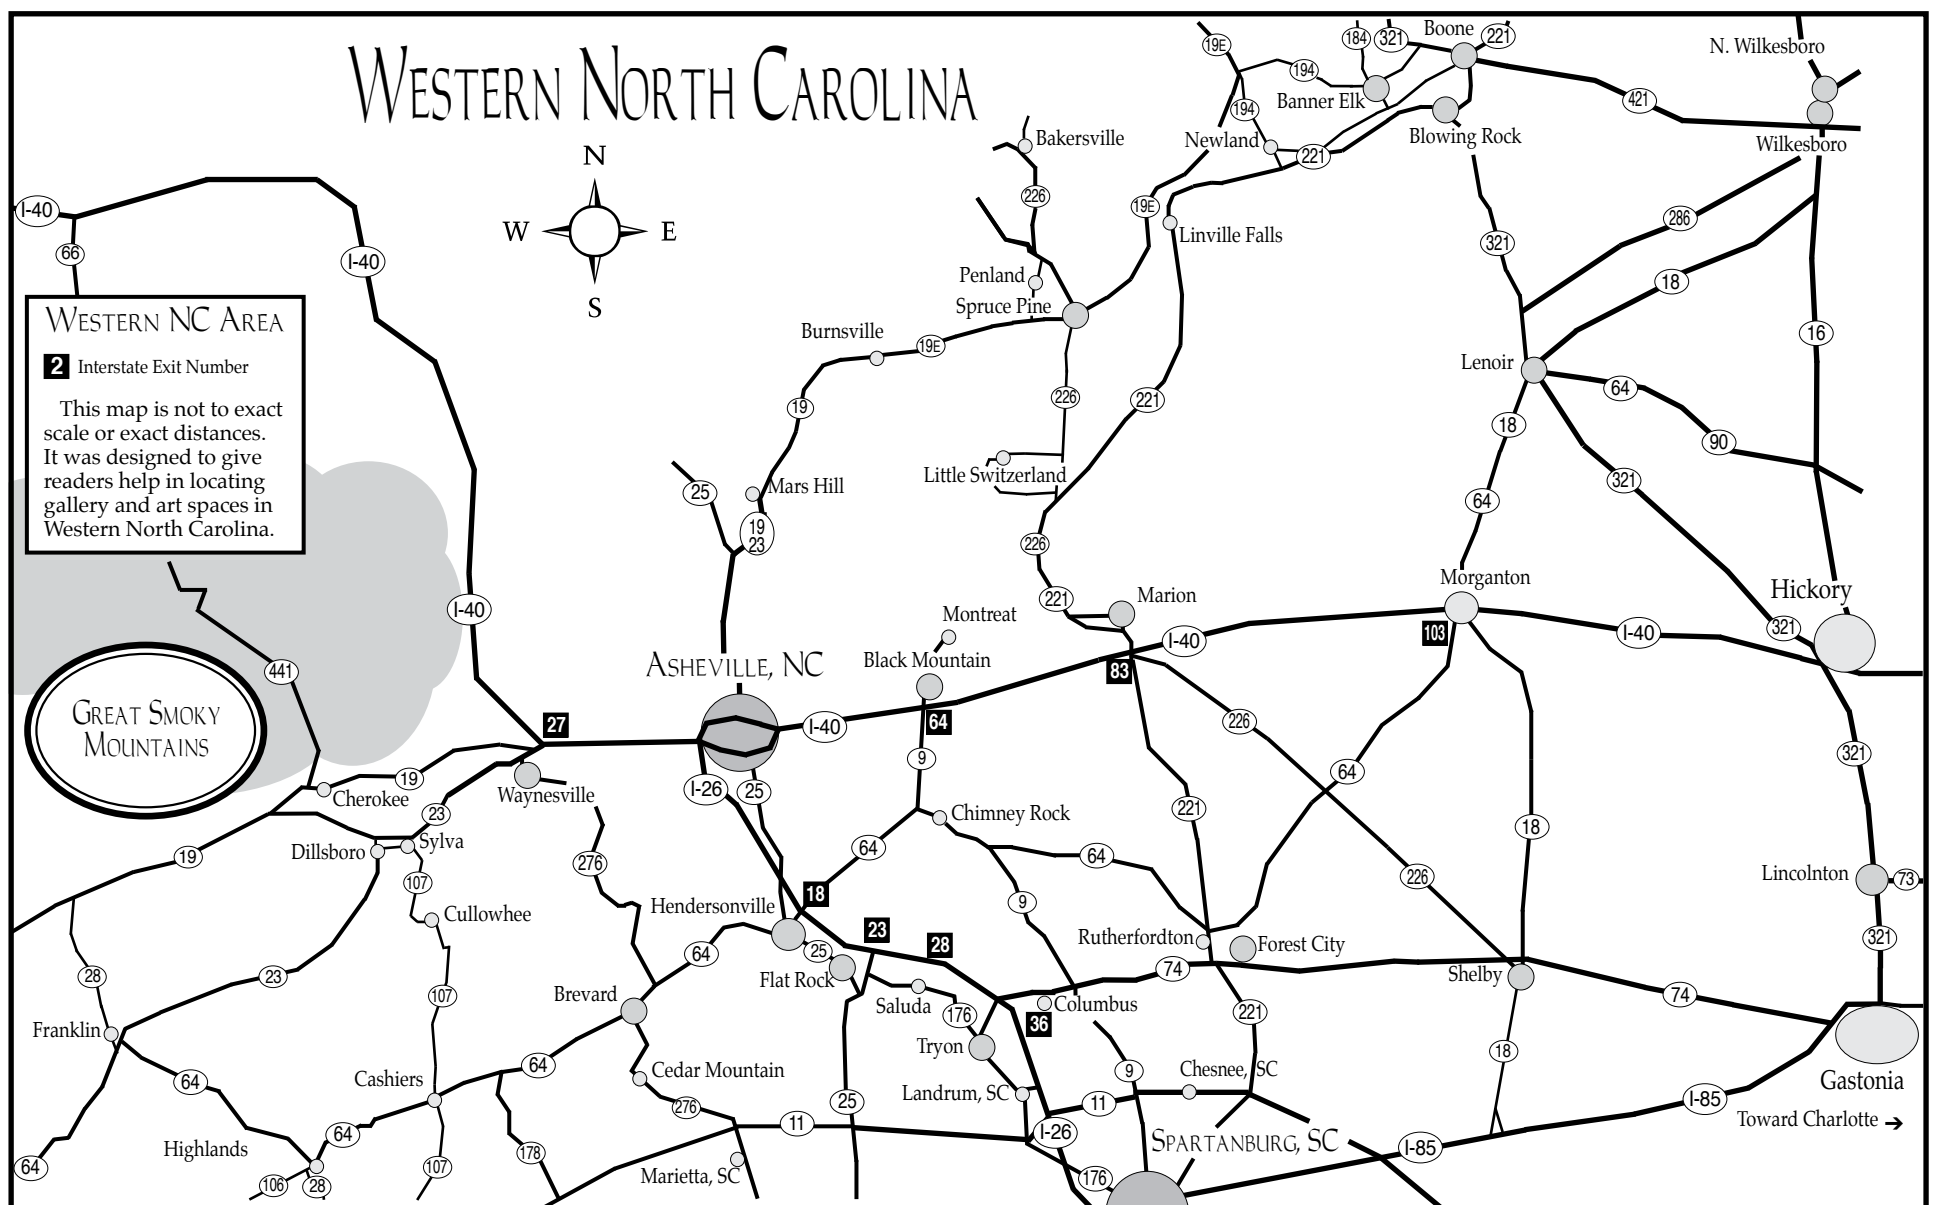 WESTERN NORTH CAROLINA
19E
184
321
Boone
221
N. Wilkesboro
194
Banner Elk
194
421
Newland
221
Blowing Rock
Wilkesboro
Bakersville
N
W
E
S
226
19E
Linville Falls
286
321
18
I-40
66
I-40
WESTERN NC AREA
2 Interstate Exit Number
This map is not to exact
scale or exact distances.
It was designed to give
readers help in locating
gallery and art spaces in
Western North Carolina.
Penland
Spruce Pine
Burnsville
19E
16
Lenoir
64
19
226
221
18
90
Little Switzerland
321
Mars Hill
25
19
23
64
226
I-40
221
Marion
Morganton
Hickory
Montreat
Black Mountain
ASHEVILLE, NC
I-40
103
I-40
321
83
441
GREAT SMOKY
MOUNTAINS
27
I-40
64
226
9
64
321
Cherokee
19
Waynesville
I-26
25
23
Chimney Rock
221
18
Dillsboro
Sylva
19
276
64
64
107
226
Lincolnton
73
Cullowhee
Hendersonville
18
9
23
28
Rutherfordton
Forest City
321
64
25
Flat Rock
74
Shelby
74
28
23
107
Brevard
Saluda
176
Columbus
36
221
Franklin
Tryon
18
64
Cashiers
64
Cedar Mountain
Landrum, SC
9
Chesnee, SC
Gastonia
276
25
11
I-85
Toward Charlotte →
Highlands
64
11
I-26
SPARTANBURG, SC
I-85
64
178
107
Marietta, SC
176
106
28